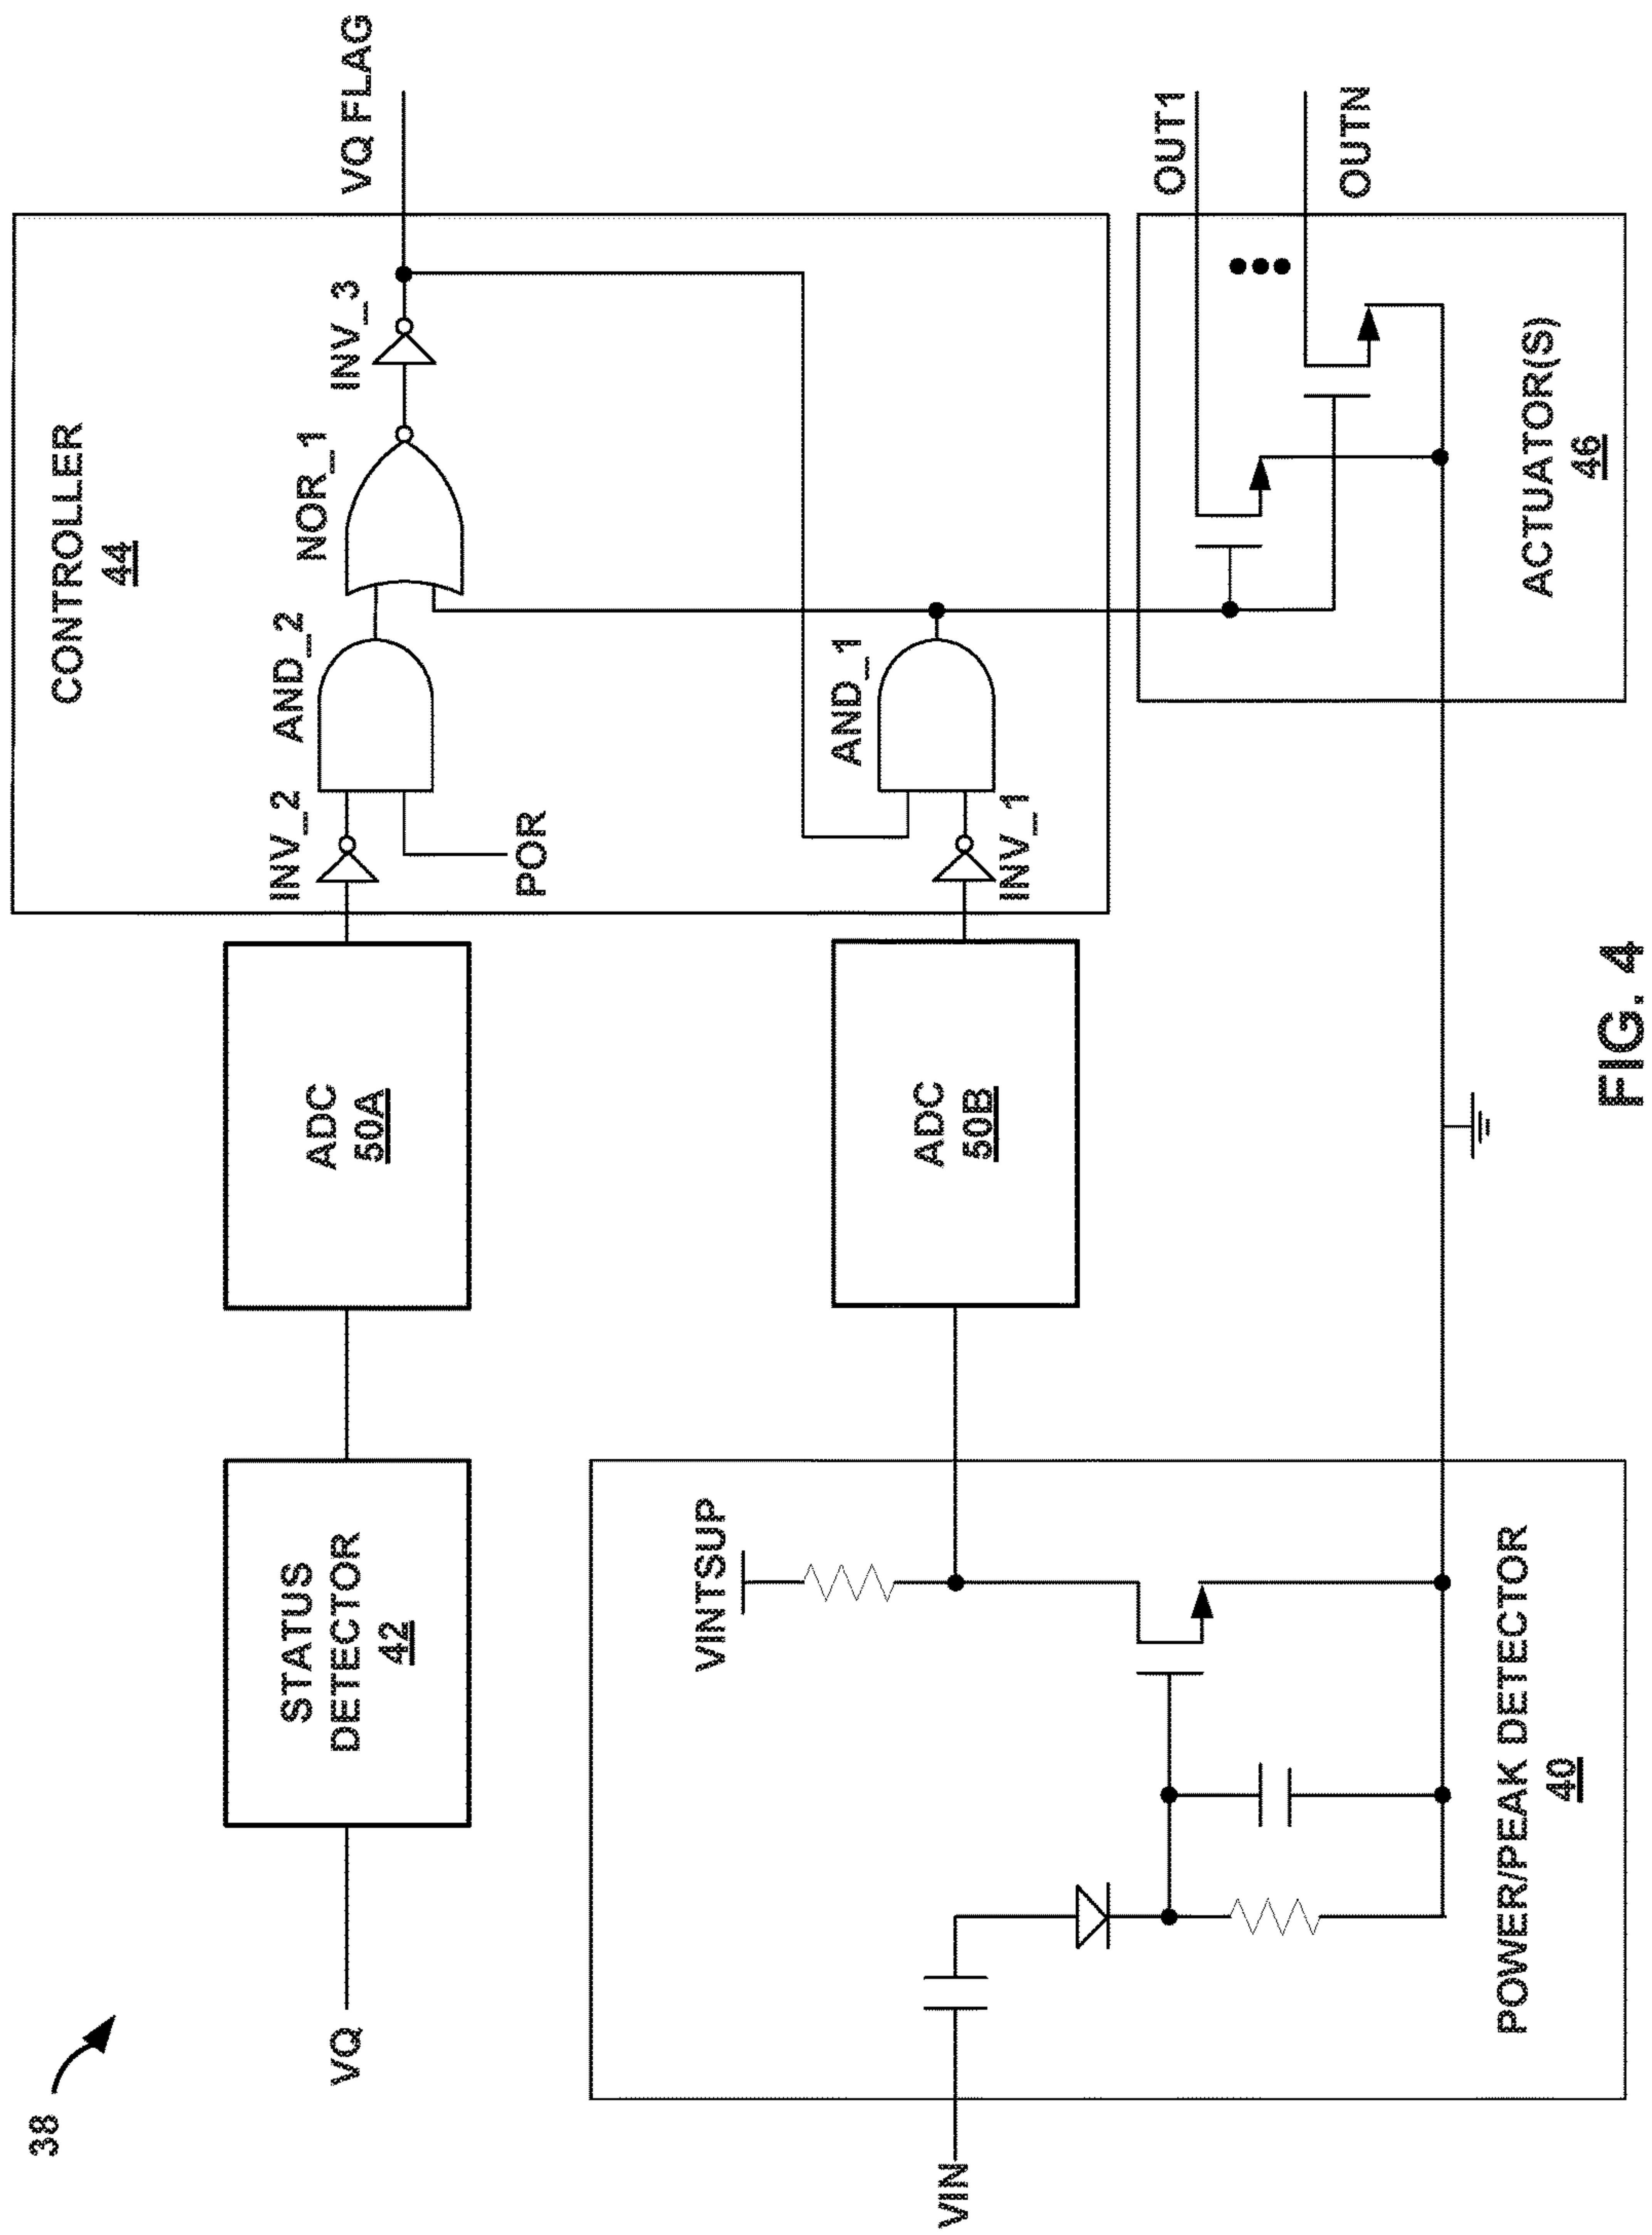 38
VQ
STATUS
DETECTOR
42
ADC
50A
CONTROLLER
44
INV_2
POR
AND_2
NOR_1
INV_3
VQ FLAG
VIN
VINTSUP
POWER/PEAK DETECTOR
40
ADC
50B
INV_1
AND_1
OUT1
OUTN
ACTUATOR(S)
46
FIG. 4